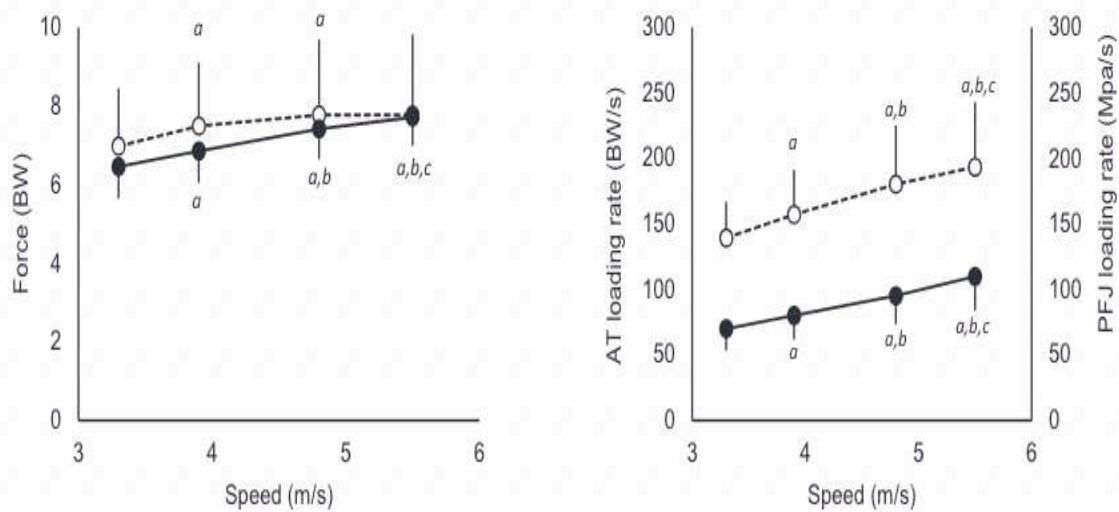 10
8
6
4
2
0
Force (BW)
3 4 5 6
Speed (m/s)
a
a
a
a,b
a,b,c
300
250
200
150
100
50
0
AT loading rate (BW/s)
3 4 5 6
Speed (m/s)
a
a,b
a,b,c
a
a,b
a,b,c
300
250
200
150
100
50
0
PFJ loading rate (Mpa/s)